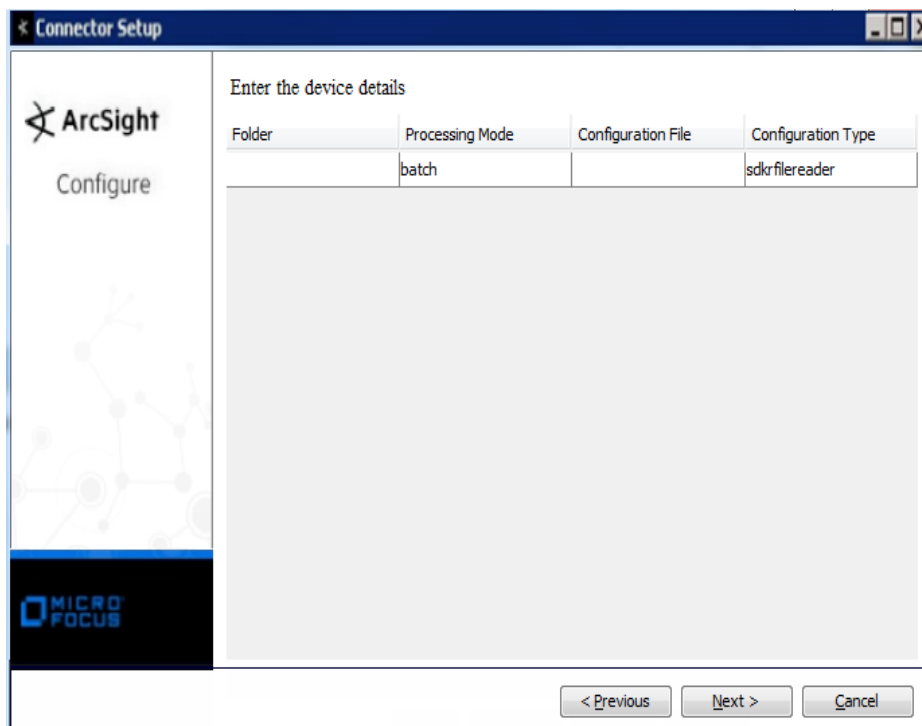 Connector Setup
ArcSight
Configure
Enter the device details
Folder Processing Mode Configuration File Configuration Type
batch sdkrfilereader
MICRO
FOCUS
< Previous Next > Cancel